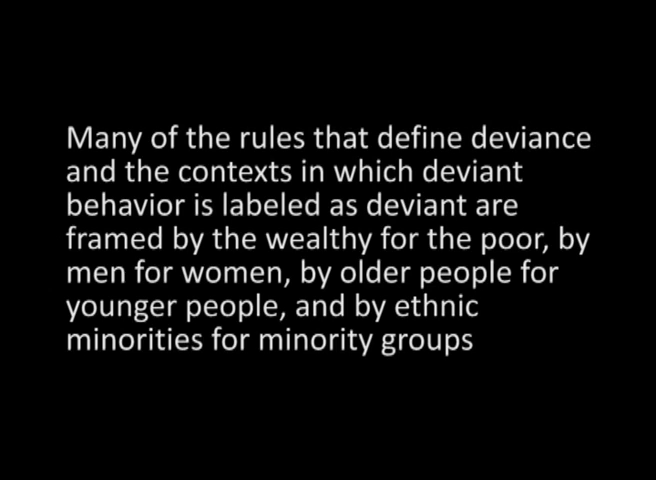 Many of the rules that define deviance
and the contexts in which deviant
behavior is labeled as deviant are
framed by the wealthy for the poor, by
men for women, by older people for
younger people, and by ethnic
minorities for minority groups